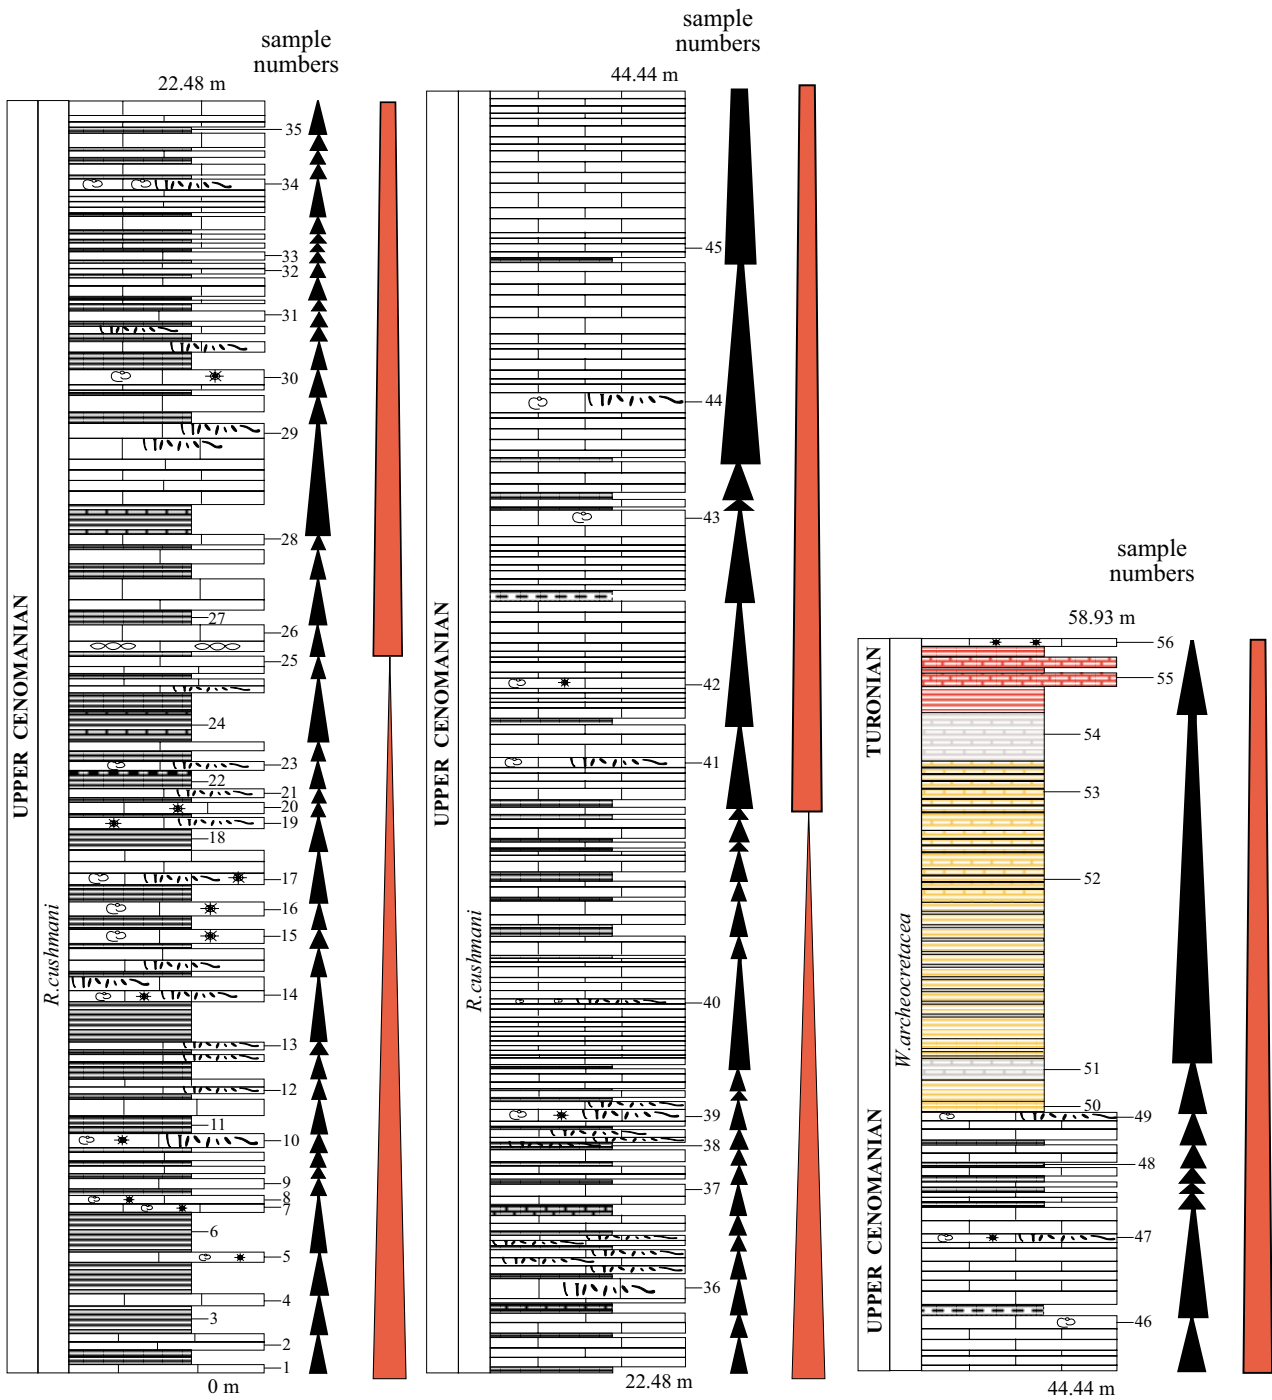 sample
numbers
22.48 m
UPPER CENOMANIAN
R.cushmani
35
34
33
32
31
30
29
28
27
26
25
24
23
22
21
20
19
18
17
16
15
14
13
12
11
10
9
8
7
6
5
4
3
2
1
0 m
sample
numbers
44.44 m
UPPER CENOMANIAN
R.cushmani
45
44
43
42
41
40
39
38
37
36
22.48 m
sample
numbers
58.93 m
TURONIAN
UPPER CENOMANIAN
W.archeocretacea
56
55
54
53
52
51
50
49
48
47
46
44.44 m